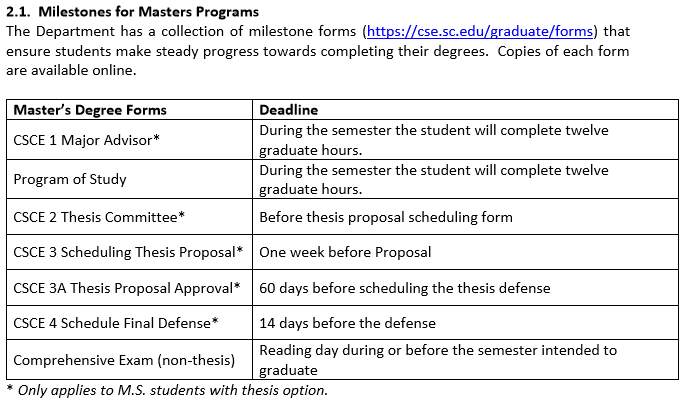 2.1. Milestones for Masters Programs
The Department has a collection of milestone forms (https://cse.sc.edu/graduate/forms) that
ensure students make steady progress towards completing their degrees. Copies of each form
are available online.
Master's Degree Forms Deadline
CSCE 1 Major Advisor* During the semester the student will complete twelve
graduate hours.
Program of Study During the semester the student will complete twelve
graduate hours.
CSCE 2 Thesis Committee* Before thesis proposal scheduling form
CSCE 3 Scheduling Thesis Proposal* One week before Proposal
CSCE 3A Thesis Proposal Approval* 60 days before scheduling the thesis defense
CSCE 4 Schedule Final Defense* 14 days before the defense
Comprehensive Exam (non-thesis) Reading day during or before the semester intended to
graduate
* Only applies to M.S. students with thesis option.